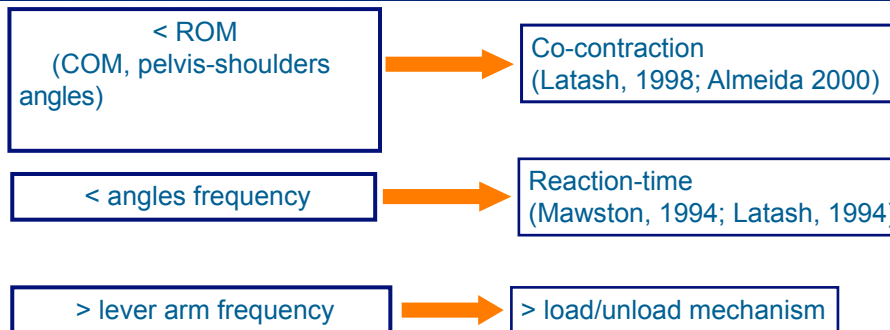 < ROM
(COM, pelvis-shoulders
angles)
Co-contraction
(Latash, 1998; Almeida 2000)
< angles frequency
Reaction-time
(Mawston, 1994; Latash, 1994)
> lever arm frequency
> load/unload mechanism